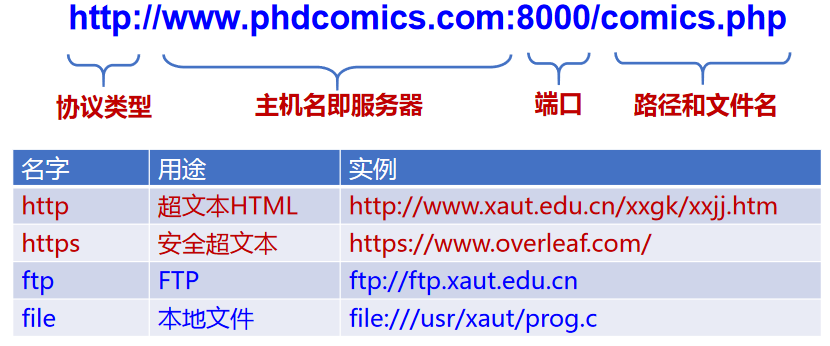 http://www.phdcomics.com:8000/comics.php
协议类型 主机名即服务器 端口 路径和文件名
名字 用途 实例
http 超文本HTML http://www.xaut.edu.cn/xxgk/xxjj.htm
https 安全超文本 https://www.overleaf.com/
ftp FTP ftp://ftp.xaut.edu.cn
file 本地文件 file:///usr/xaut/prog.c